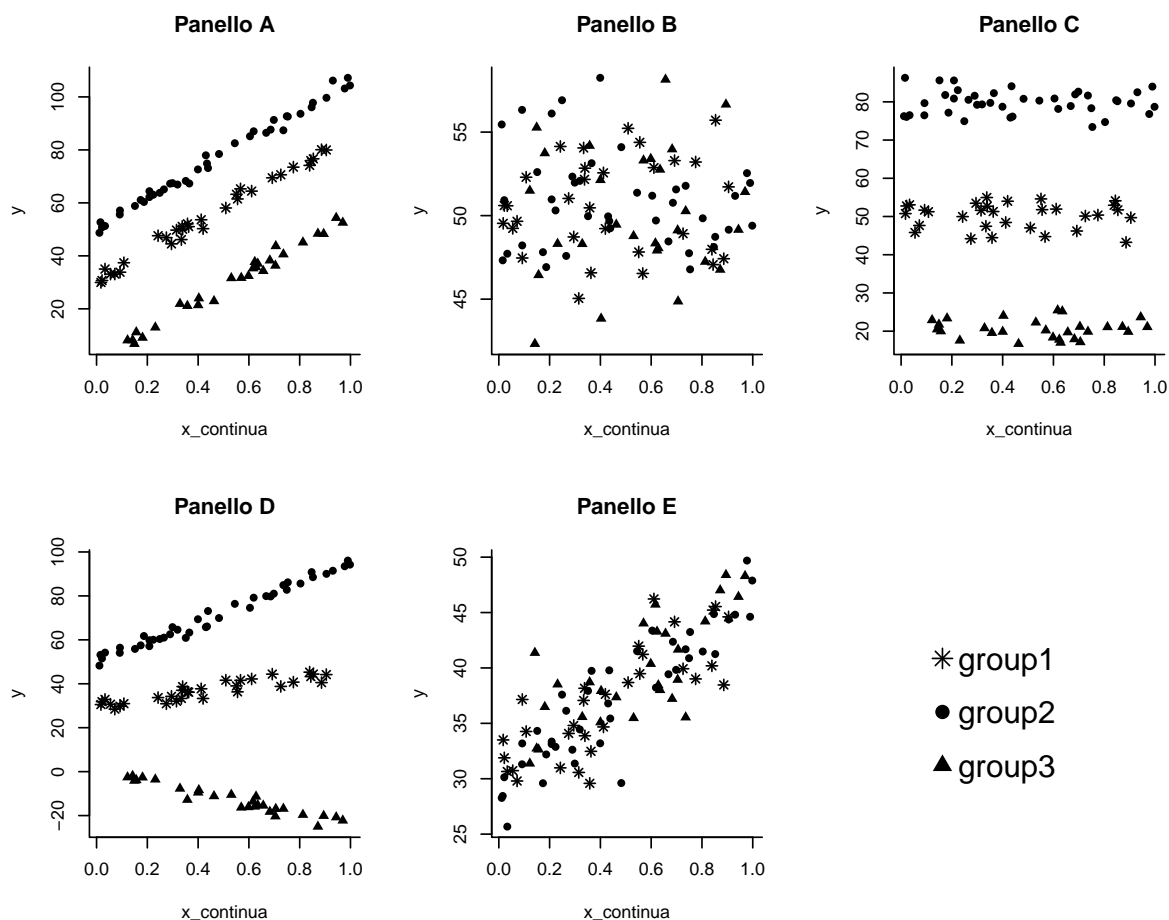 Panello A
y
20 40 60 80 100
0.0 0.2 0.4 0.6 0.8 1.0
x_continua
Panello B
y
45 50 55
0.0 0.2 0.4 0.6 0.8 1.0
x_continua
Panello C
y
20 30 40 50 60 70 80
0.0 0.2 0.4 0.6 0.8 1.0
x_continua
Panello D
y
−20 0 20 40 60 80 100
0.0 0.2 0.4 0.6 0.8 1.0
x_continua
Panello E
y
25 30 35 40 45 50
0.0 0.2 0.4 0.6 0.8 1.0
x_continua
group1
group2
group3